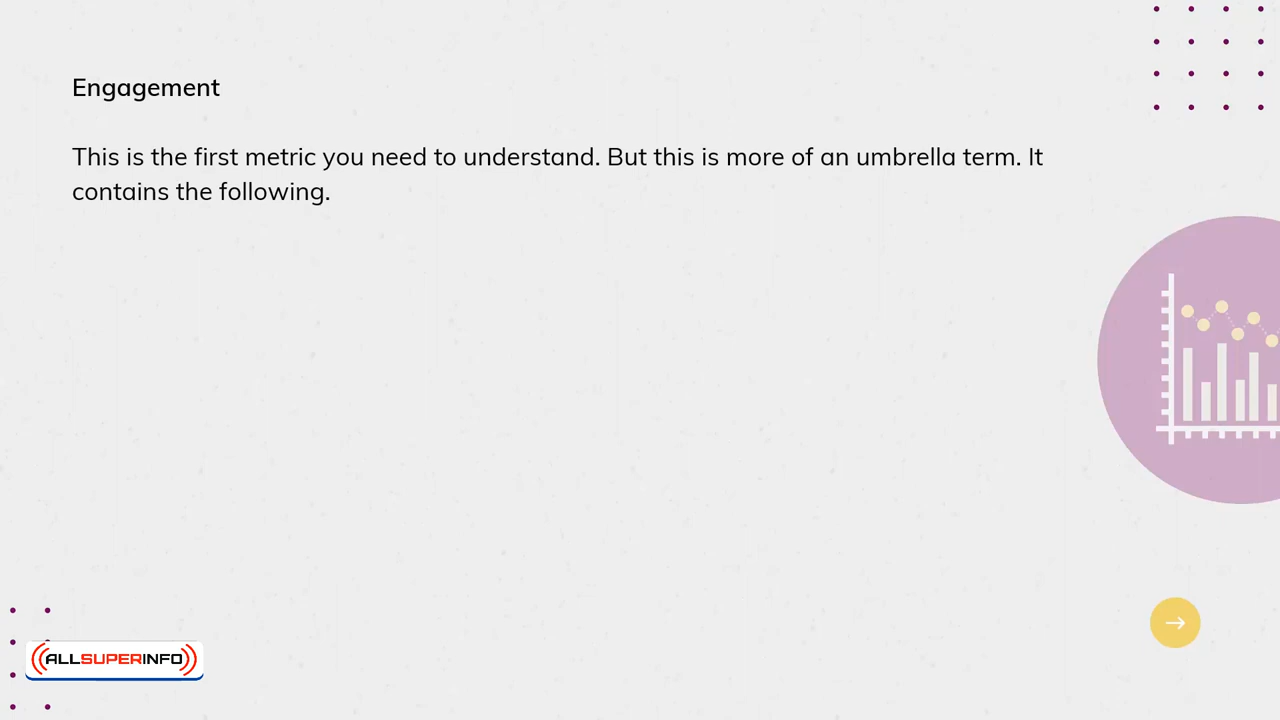 Engagement
This is the first metric you need to understand. But this is more of an umbrella term. It
contains the following.
ALLSUPERINFO